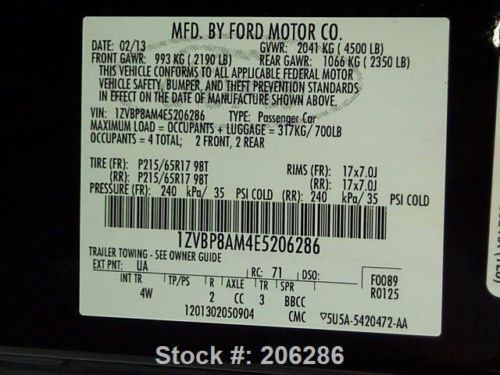 MFD. BY FORD MOTOR CO.
DATE: 02/13 GVWR: 2041 KG (4500 LB)
FRONT GAWR: 993 KG (2190 LB) REAR GAWR: 1066 KG (2350 LB)
THIS VEHICLE CONFORMS TO ALL APPLICABLE FEDERAL MOTOR
VEHICLE SAFETY, BUMPER, AND THEFT PREVENTION STANDARDS
IN EFFECT ON THE DATE OF MANUFACTURE SHOWN ABOVE.
VIN: 1ZVBP8AM4E5206286 TYPE: Passenger Car
MAXIMUM LOAD = OCCUPANTS + LUGGAGE = 317KG/700LB
OCCUPANTS = 4 TOTAL; 2 FRONT, 2 REAR
TIRE (F): P215/65R17 98T RIMS (F): 17x7.0J
(R): P215/65R17 98T (R): 17x7.0J
PRESSURE (F): 240 kPa/ 35 PSI COLD (R): 240 kPa/ 35 PSI COLD
1ZVBP8AM4E5206286
TRAILER TOWING - SEE OWNER GUIDE
EXT PNT: UA RC: 71 DSO: F0089
INT TR TP/PS R AXLE TR SPR R0125
4W 2 CC 3 BBCC
1201302050904 CMC 5U5A-5420472-AA
Stock #: 206286